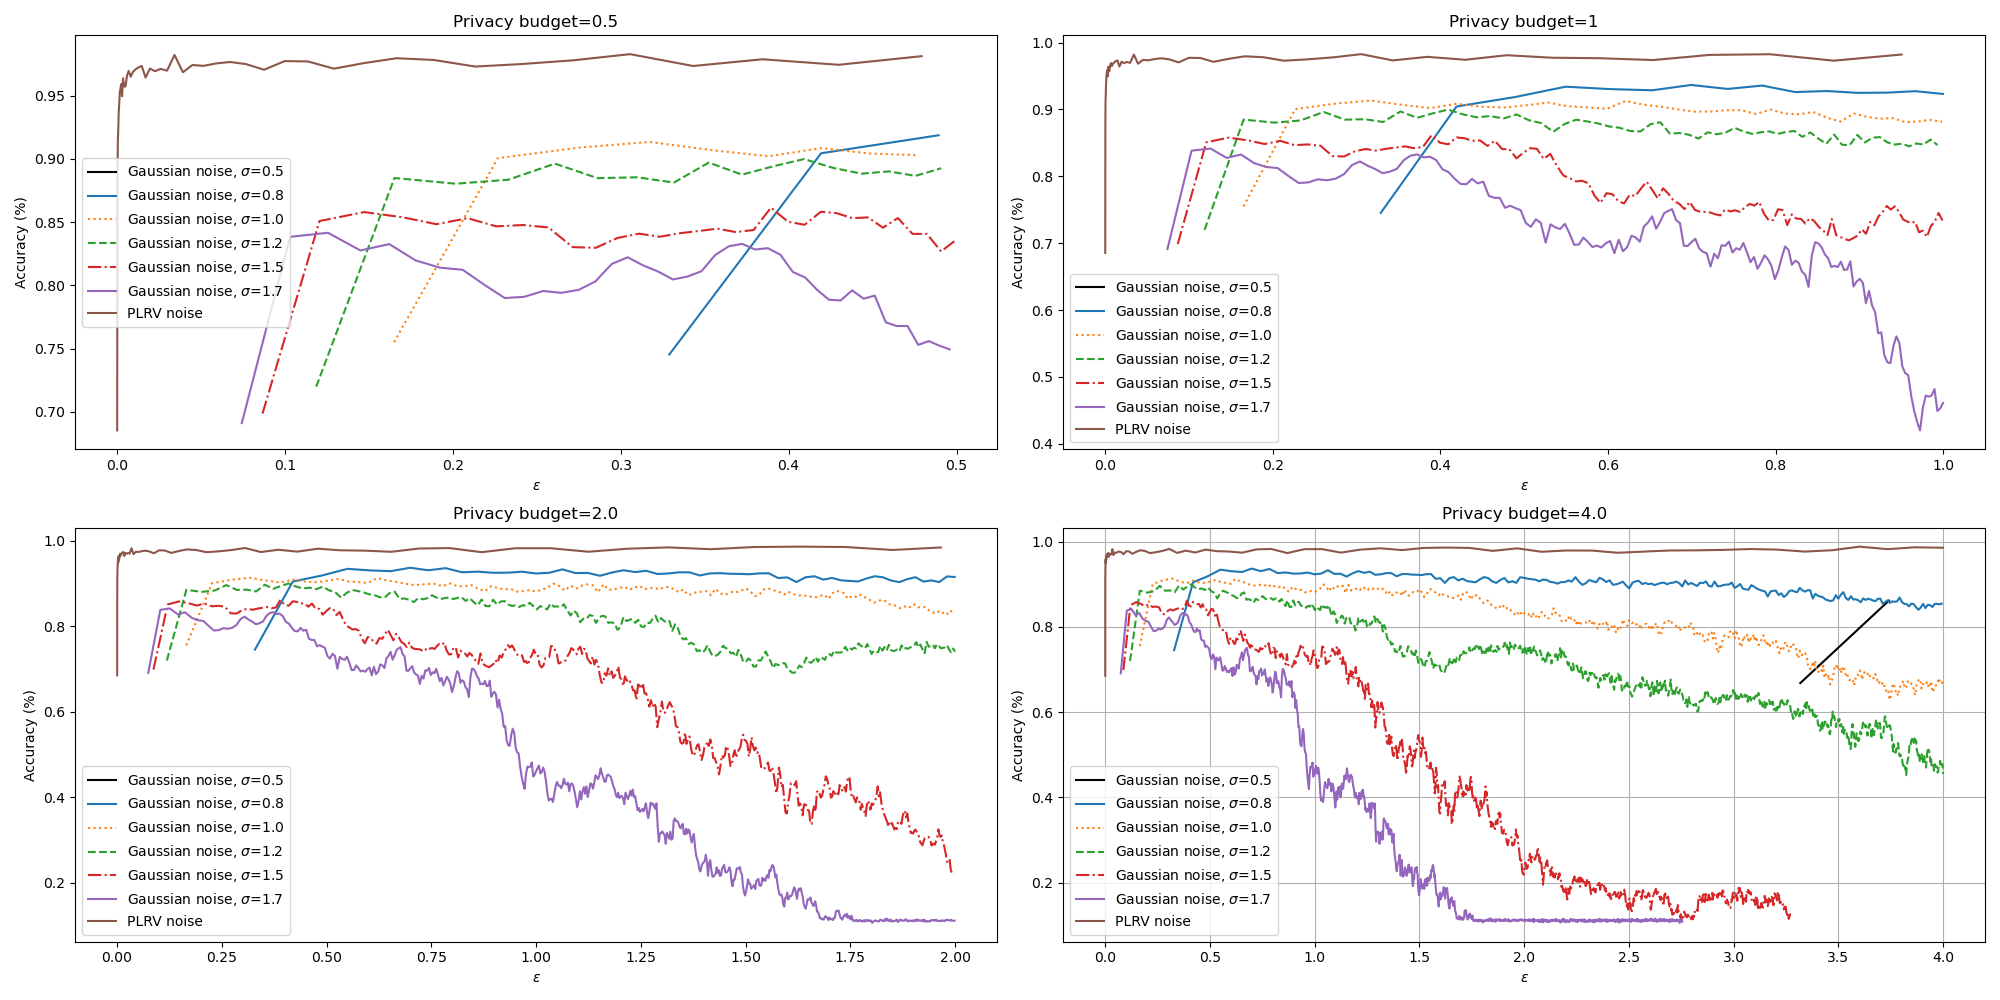 Privacy budget=0.5
Accuracy (%)
0.95
0.90
0.85
0.80
0.75
0.70
Gaussian noise, σ=0.5
Gaussian noise, σ=0.8
Gaussian noise, σ=1.0
Gaussian noise, σ=1.2
Gaussian noise, σ=1.5
Gaussian noise, σ=1.7
PLRV noise
0.0 0.1 0.2 0.3 0.4 0.5
ε
Privacy budget=1
Accuracy (%)
1.0
0.9
0.8
0.7
0.6
0.5
0.4
Gaussian noise, σ=0.5
Gaussian noise, σ=0.8
Gaussian noise, σ=1.0
Gaussian noise, σ=1.2
Gaussian noise, σ=1.5
Gaussian noise, σ=1.7
PLRV noise
0.0 0.2 0.4 0.6 0.8 1.0
ε
Privacy budget=2.0
Accuracy (%)
1.0
0.8
0.6
0.4
0.2
Gaussian noise, σ=0.5
Gaussian noise, σ=0.8
Gaussian noise, σ=1.0
Gaussian noise, σ=1.2
Gaussian noise, σ=1.5
Gaussian noise, σ=1.7
PLRV noise
0.00 0.25 0.50 0.75 1.00 1.25 1.50 1.75 2.00
ε
Privacy budget=4.0
Accuracy (%)
1.0
0.8
0.6
0.4
0.2
Gaussian noise, σ=0.5
Gaussian noise, σ=0.8
Gaussian noise, σ=1.0
Gaussian noise, σ=1.2
Gaussian noise, σ=1.5
Gaussian noise, σ=1.7
PLRV noise
0.0 0.5 1.0 1.5 2.0 2.5 3.0 3.5 4.0
ε